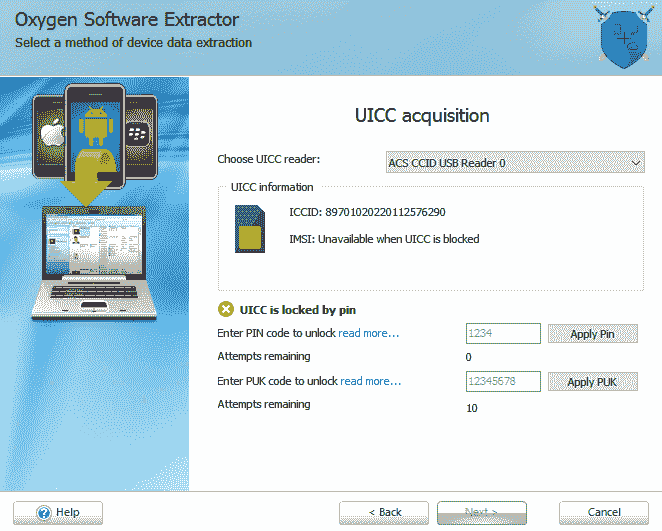 Oxygen Software Extractor
Select a method of device data extraction
UICC acquisition
Choose UICC reader: ACS CCID USB Reader 0
UICC information
ICCID: 89701020220112576290
IMSI: Unavailable when UICC is blocked
UICC is locked by pin
Enter PIN code to unlock read more... 1234 Apply Pin
Attempts remaining 0
Enter PUK code to unlock read more... 12345678 Apply PUK
Attempts remaining 10
Help < Back Next > Cancel